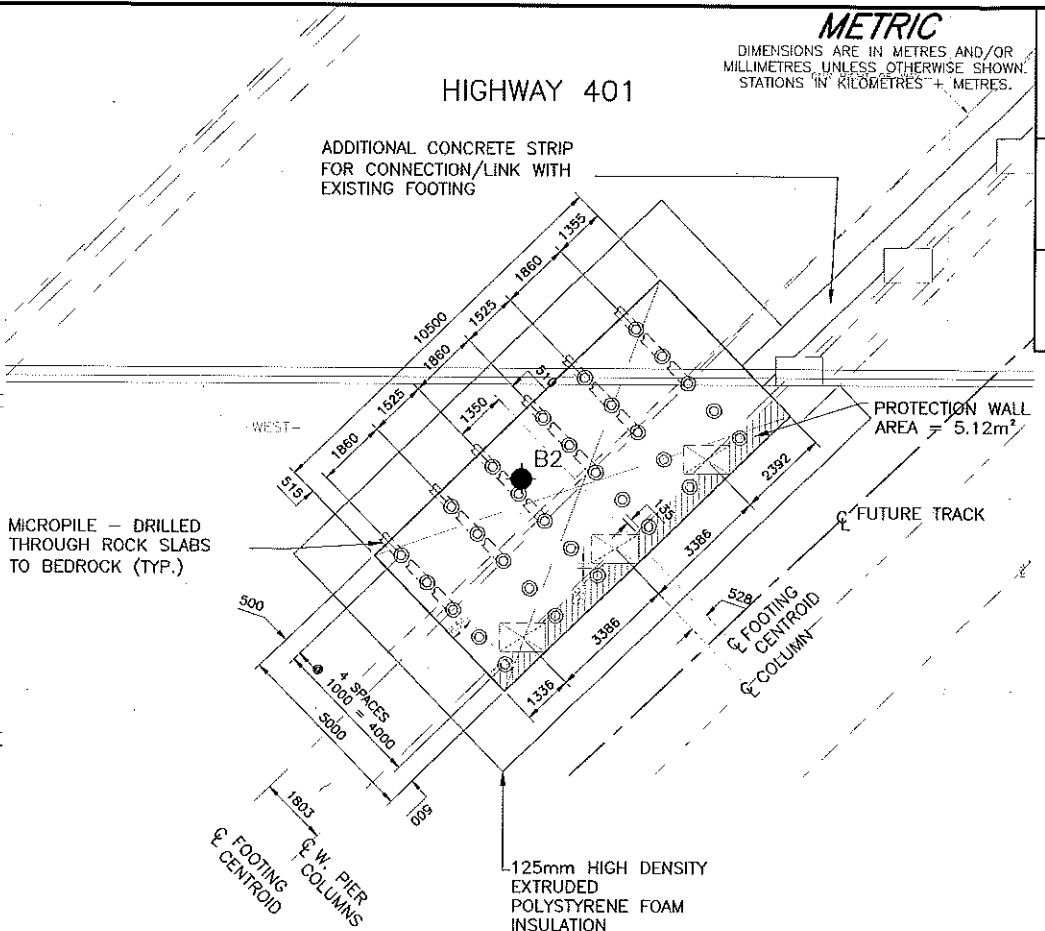 METRIC
DIMENSIONS ARE IN METRES AND/OR
MILLIMETRES UNLESS OTHERWISE SHOWN.
STATIONS IN KILOMETRES + METRES.
HIGHWAY 401
ADDITIONAL CONCRETE STRIP
FOR CONNECTION/LINK WITH
EXISTING FOOTING
1355
1860
1525
10500
1860
1525
1860
515
510
1350
-WEST-
B2
PROTECTION WALL
AREA = 5.12m²
2392
℄ FUTURE TRACK
MICROPILE – DRILLED
THROUGH ROCK SLABS
TO BEDROCK (TYP.)
135
3386
528
3386
℄ FOOTING
CENTROID
℄ COLUMN
1336
500
4 SPACES
@ 1000 = 4000
5000
500
1803
℄ FOOTING
CENTROID
℄ W. PIER
COLUMNS
125mm HIGH DENSITY
EXTRUDED
POLYSTYRENE FOAM
INSULATION